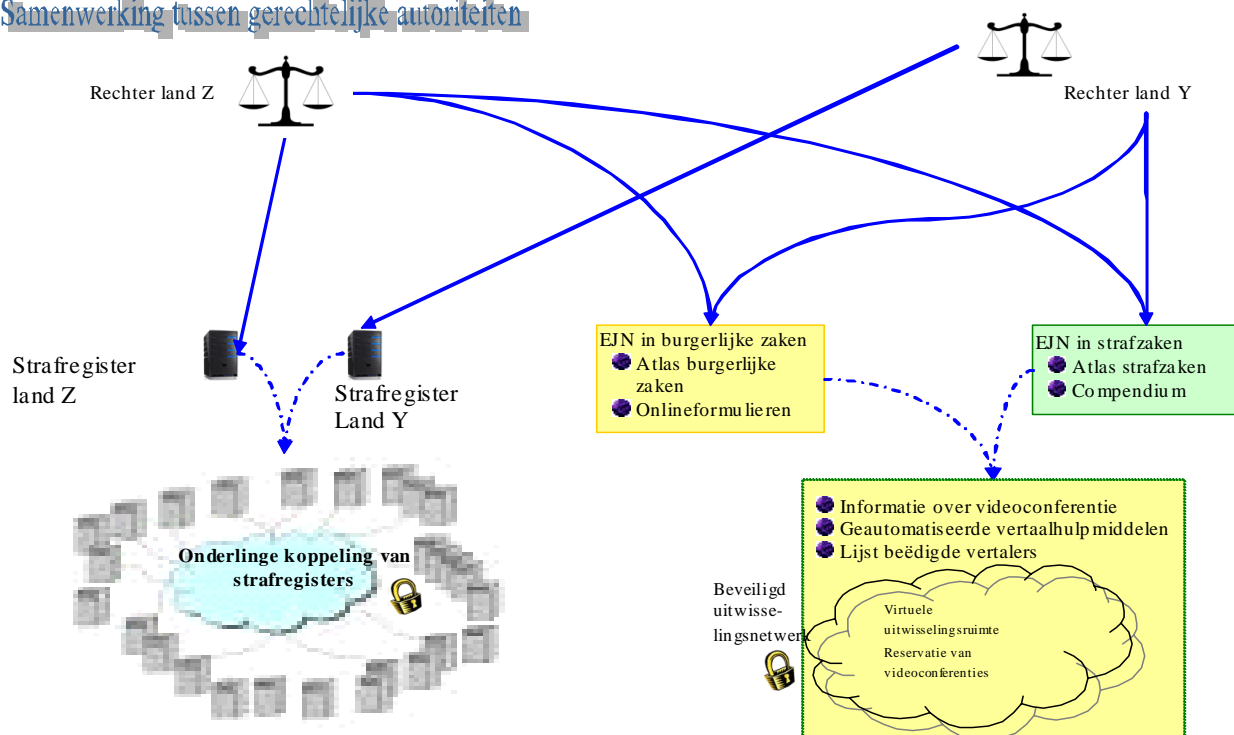 Samenwerking tussen gerechtelijke autoriteiten
Rechter land Z
Rechter land Y
Strafregister
land Z
Strafregister
Land Y
EJN in burgerlijke zaken
Atlas burgerlijke
zaken
Onlineformulieren
EJN in strafzaken
Atlas strafzaken
Compendium
Onderlinge koppeling van
strafregisters
Informatie over videoconferentie
Geautomatiseerde vertaalhulpmiddelen
Lijst beëdigde vertalers
Beveiligd
uitwisse-
lingsnetwerk
Virtuele
uitwisselingsruimte
Reservatie van
videoconferenties